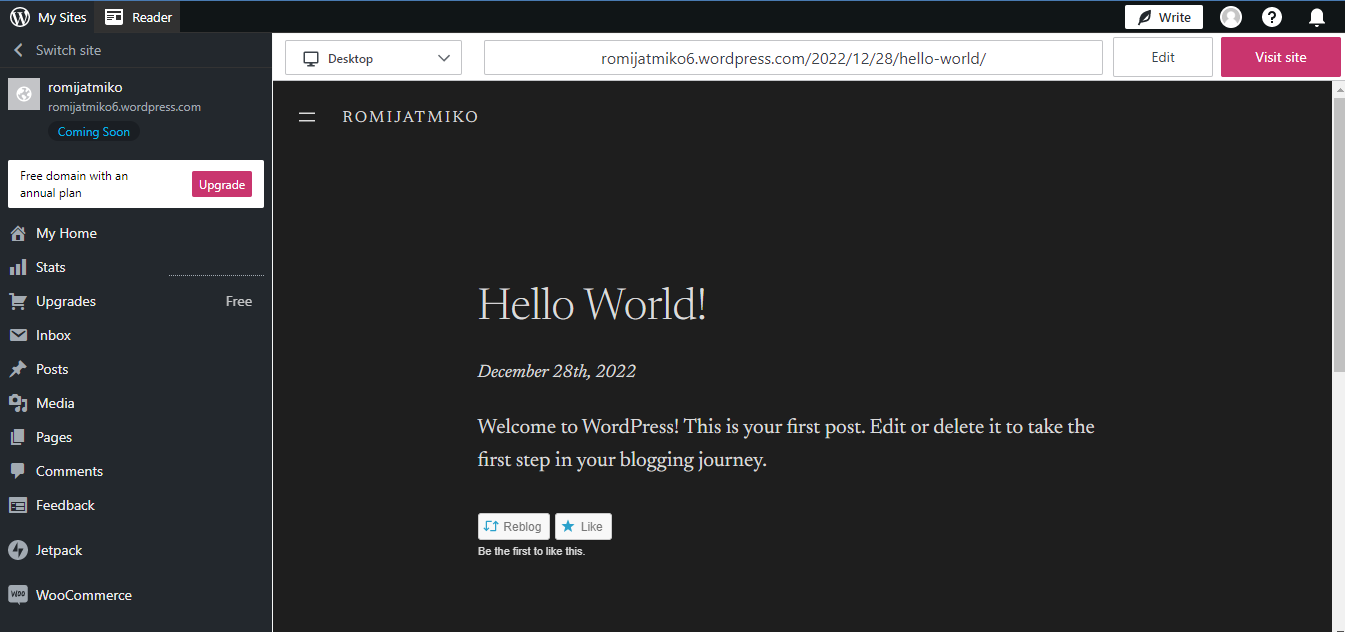 My Sites
Reader
Write
Switch site
romijatmiko
romijatmiko6.wordpress.com
Coming Soon
Free domain with an
annual plan
Upgrade
My Home
Stats
Upgrades Free
Inbox
Posts
Media
Pages
Comments
Feedback
Jetpack
WOO
WooCommerce
Desktop
romijatmiko6.wordpress.com/2022/12/28/hello-world/
Edit
Visit site
ROMIJATMIKO
Hello World!
December 28th, 2022
Welcome to WordPress! This is your first post. Edit or delete it to take the
first step in your blogging journey.
Reblog
Like
Be the first to like this.